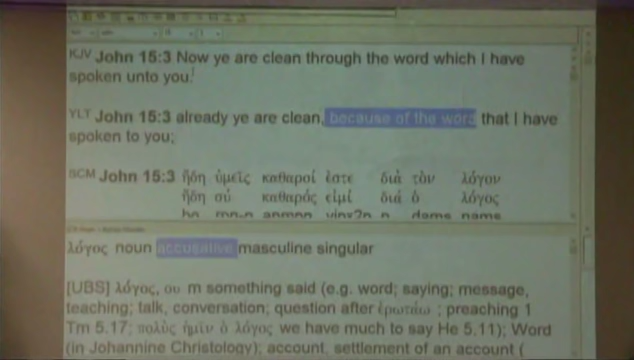 KJV John 15:3 Now ye are clean through the word which I have
spoken unto you.
YLT John 15:3 already ye are clean, because of the word that I have
spoken to you;
SCM John 15:3 ἤδη ὑμεῖς καθαροί ἐστε διὰ τὸν λόγον
ἤδη σύ καθαρός εἰμί διά ὁ λόγος
λόγος noun accusative masculine singular
[UBS] λόγος, ου m something said (e.g. word; saying; message,
teaching; talk, conversation; question after ἐρωτάω ; preaching 1
Tm 5.17; πολὺς ἡμῖν ὁ λόγος we have much to say He 5.11); Word
(in Johannine Christology); account, settlement of an account (